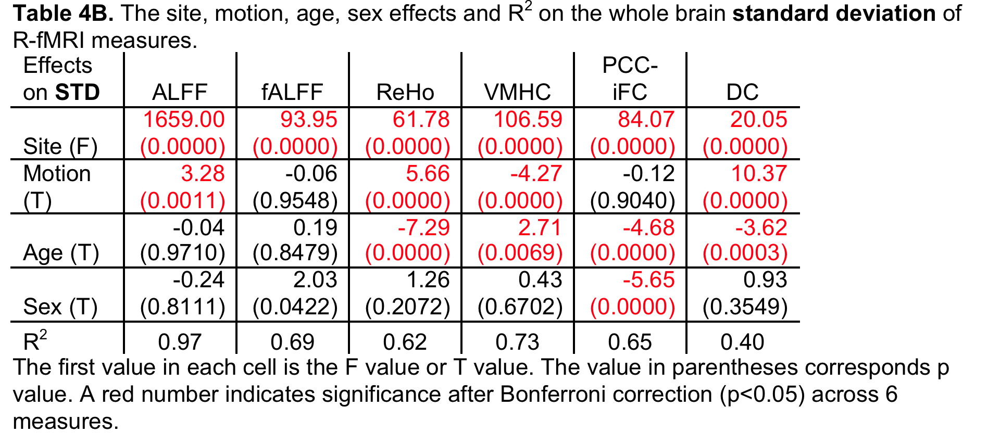 Table 4B. The site, motion, age, sex effects and R² on the whole brain standard deviation of
R-fMRI measures.
Effects PCC-
on STD ALFF fALFF ReHo VMHC iFC DC
1659.00 93.95 61.78 106.59 84.07 20.05
Site (F) (0.0000) (0.0000) (0.0000) (0.0000) (0.0000) (0.0000)
Motion 3.28 -0.06 5.66 -4.27 -0.12 10.37
(T) (0.0011) (0.9548) (0.0000) (0.0000) (0.9040) (0.0000)
-0.04 0.19 -7.29 2.71 -4.68 -3.62
Age (T) (0.9710) (0.8479) (0.0000) (0.0069) (0.0000) (0.0003)
-0.24 2.03 1.26 0.43 -5.65 0.93
Sex (T) (0.8111) (0.0422) (0.2072) (0.6702) (0.0000) (0.3549)
R² 0.97 0.69 0.62 0.73 0.65 0.40
The first value in each cell is the F value or T value. The value in parentheses corresponds p
value. A red number indicates significance after Bonferroni correction (p<0.05) across 6
measures.